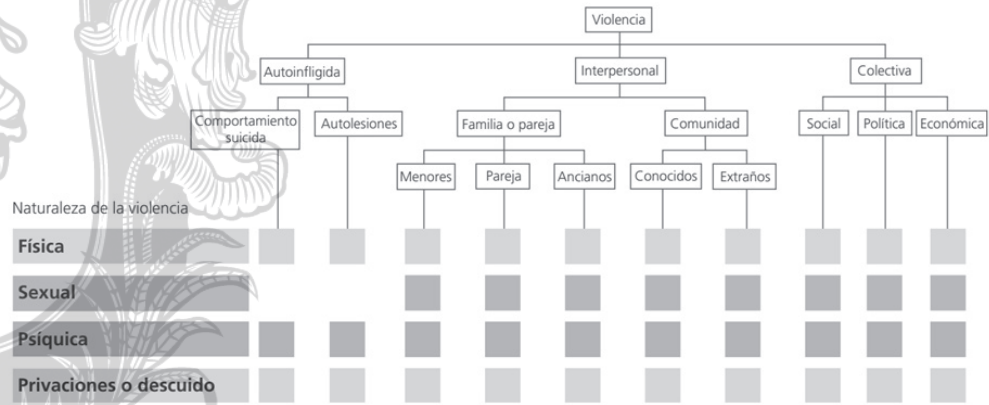 Violencia
Autoinfligida
Interpersonal
Colectiva
Comportamiento
suicida
Autolesiones
Familia o pareja
Comunidad
Social
Política
Económica
Menores
Pareja
Ancianos
Conocidos
Extraños
Naturaleza de la violencia
Física
Sexual
Psíquica
Privaciones o descuido